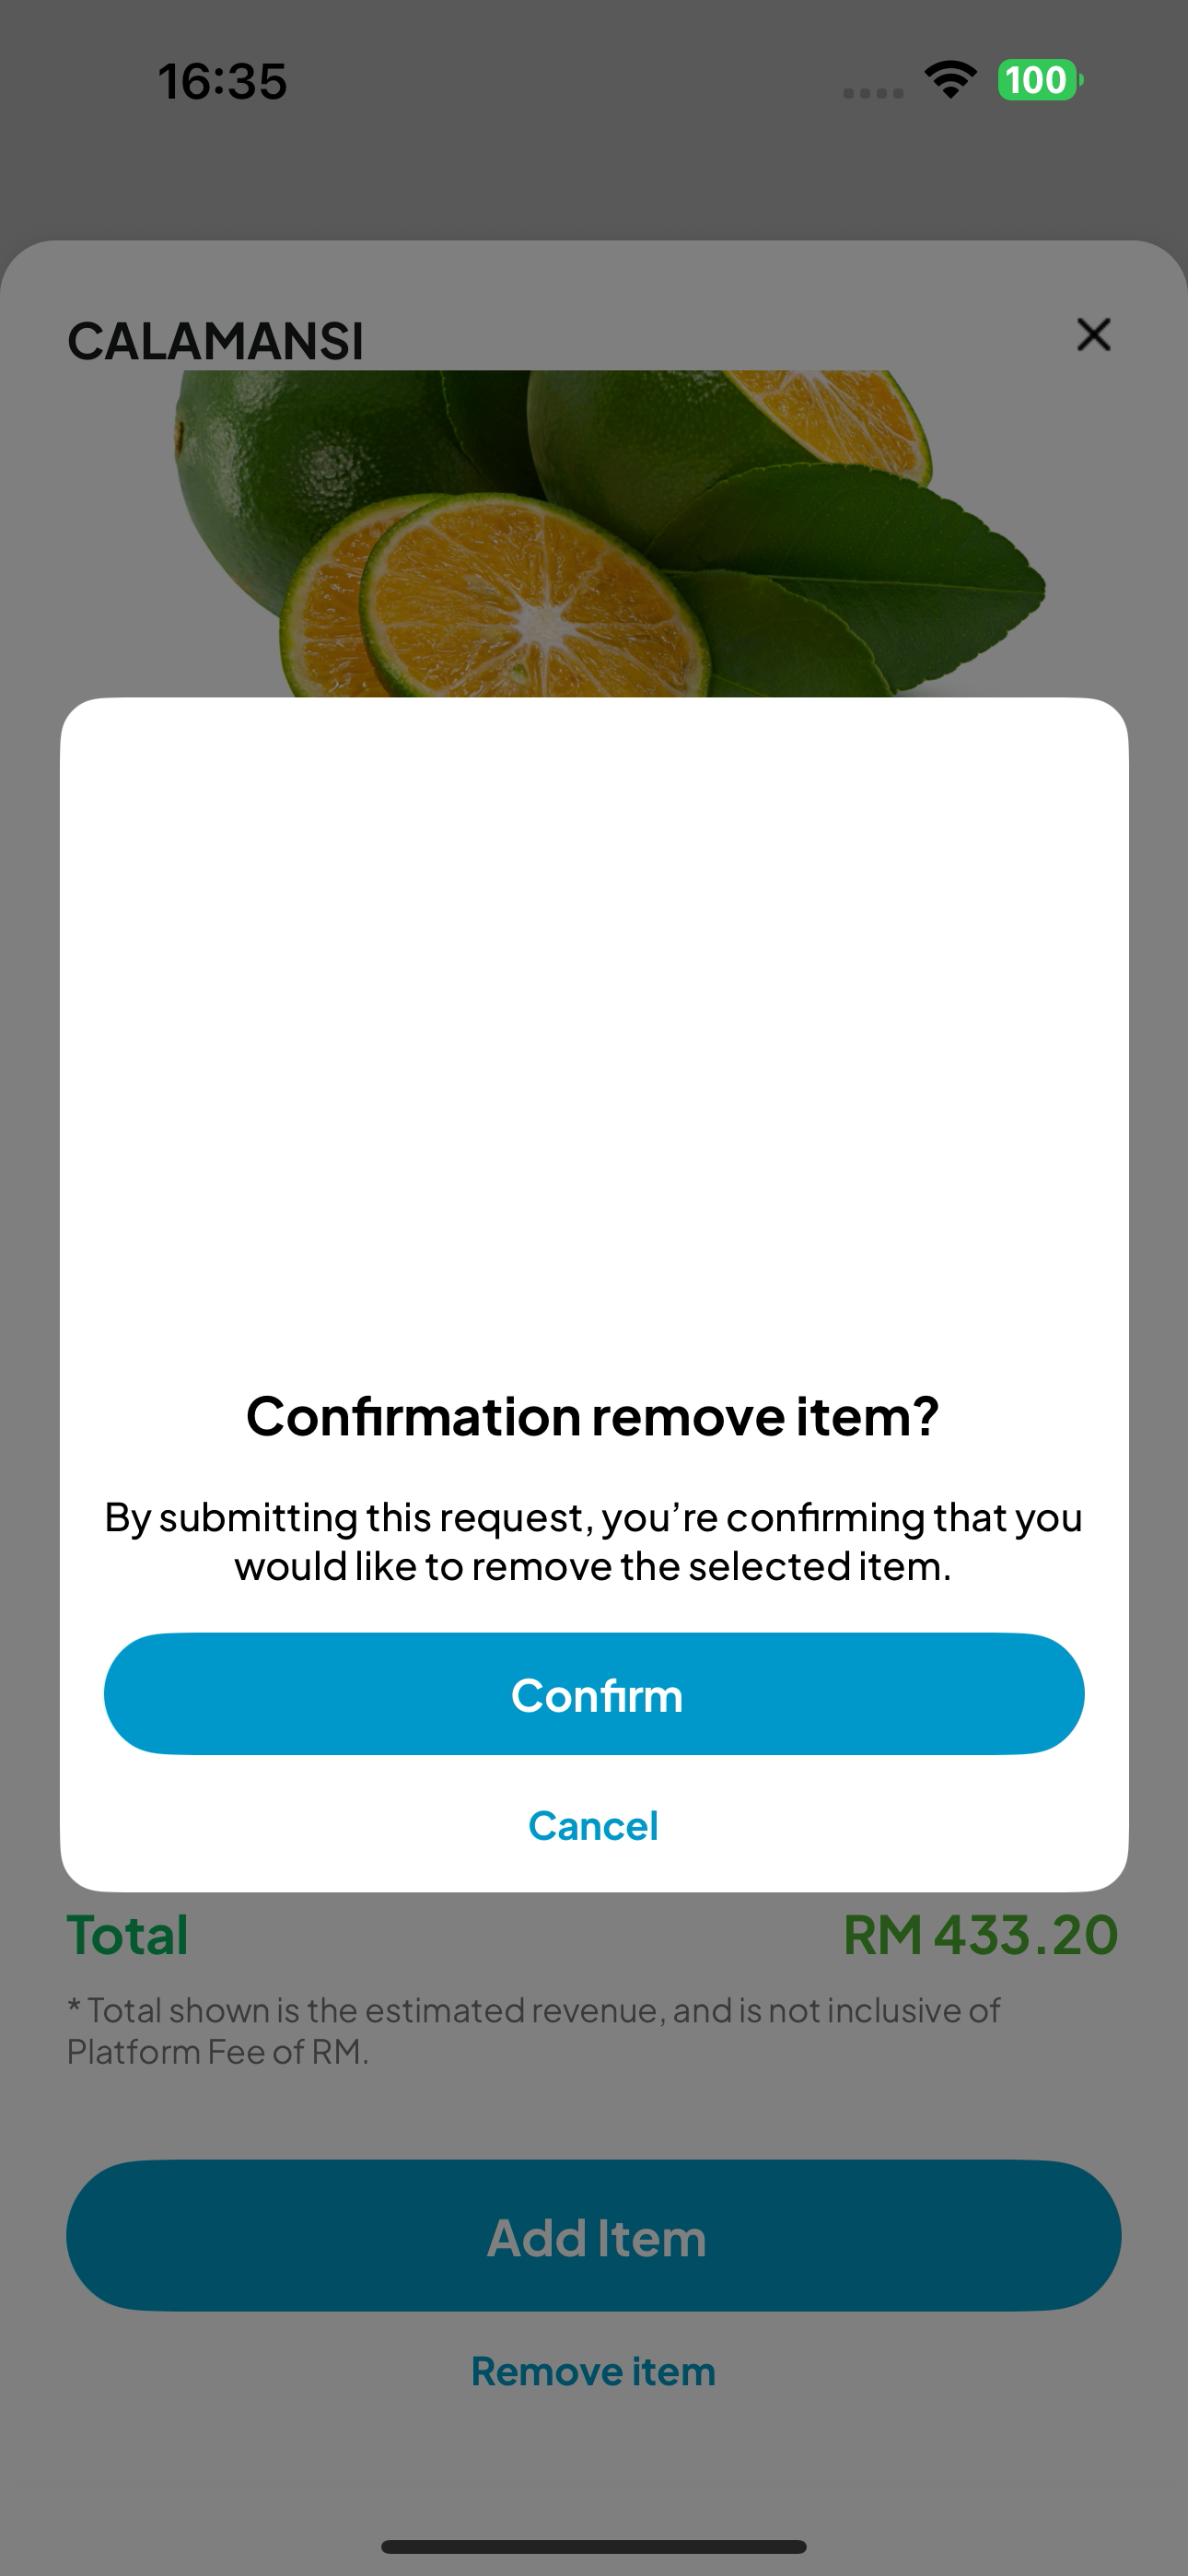 16:35
100
CALAMANSI
Confirmation remove item?
By submitting this request, you’re confirming that you
would like to remove the selected item.
Confirm
Cancel
Total RM 433.20
* Total shown is the estimated revenue, and is not inclusive of
Platform Fee of RM.
Add Item
Remove item